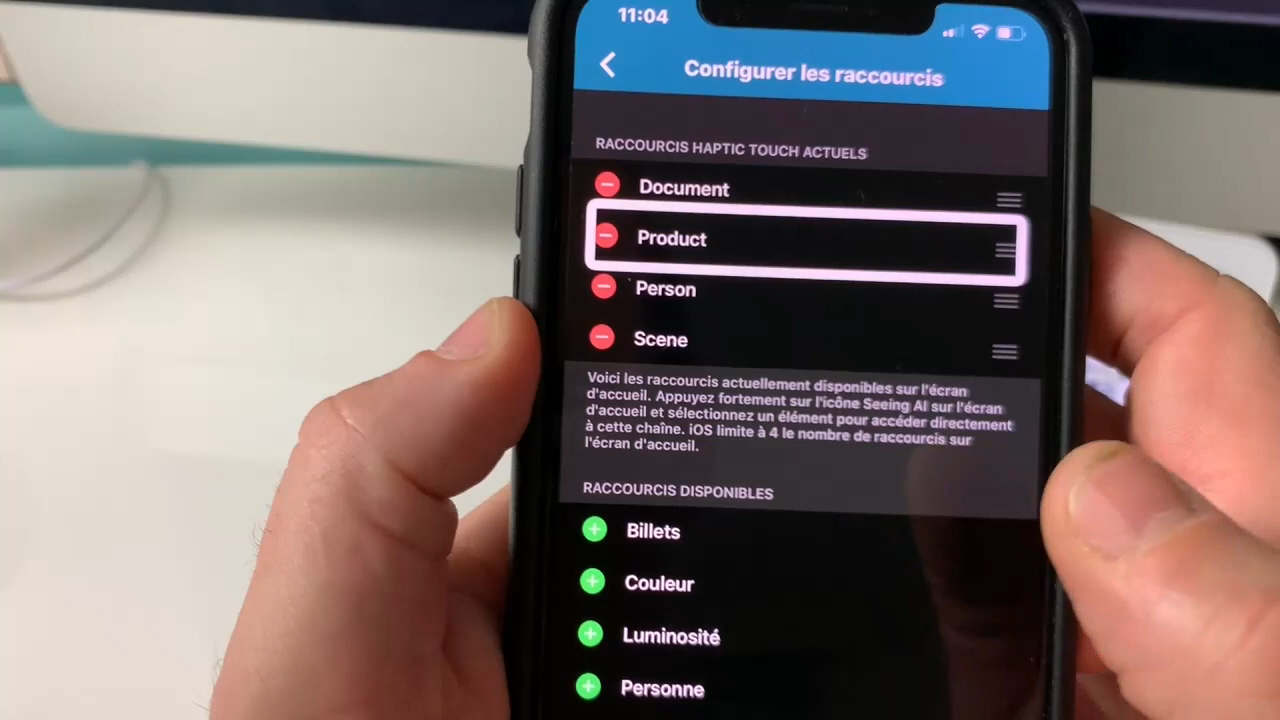 11:04
Configurer les raccourcis
RACCOURCIS HAPTIC TOUCH ACTUELS
Document
Product
Person
Scene
Voici les raccourcis actuellement disponibles sur l'écran
d'accueil. Appuyez fortement sur l'icône Seeing AI sur l'écran
d'accueil et sélectionnez un élément pour accéder directement
à cette chaîne. iOS limite à 4 le nombre de raccourcis sur
l'écran d'accueil.
RACCOURCIS DISPONIBLES
Billets
Couleur
Luminosité
Personne